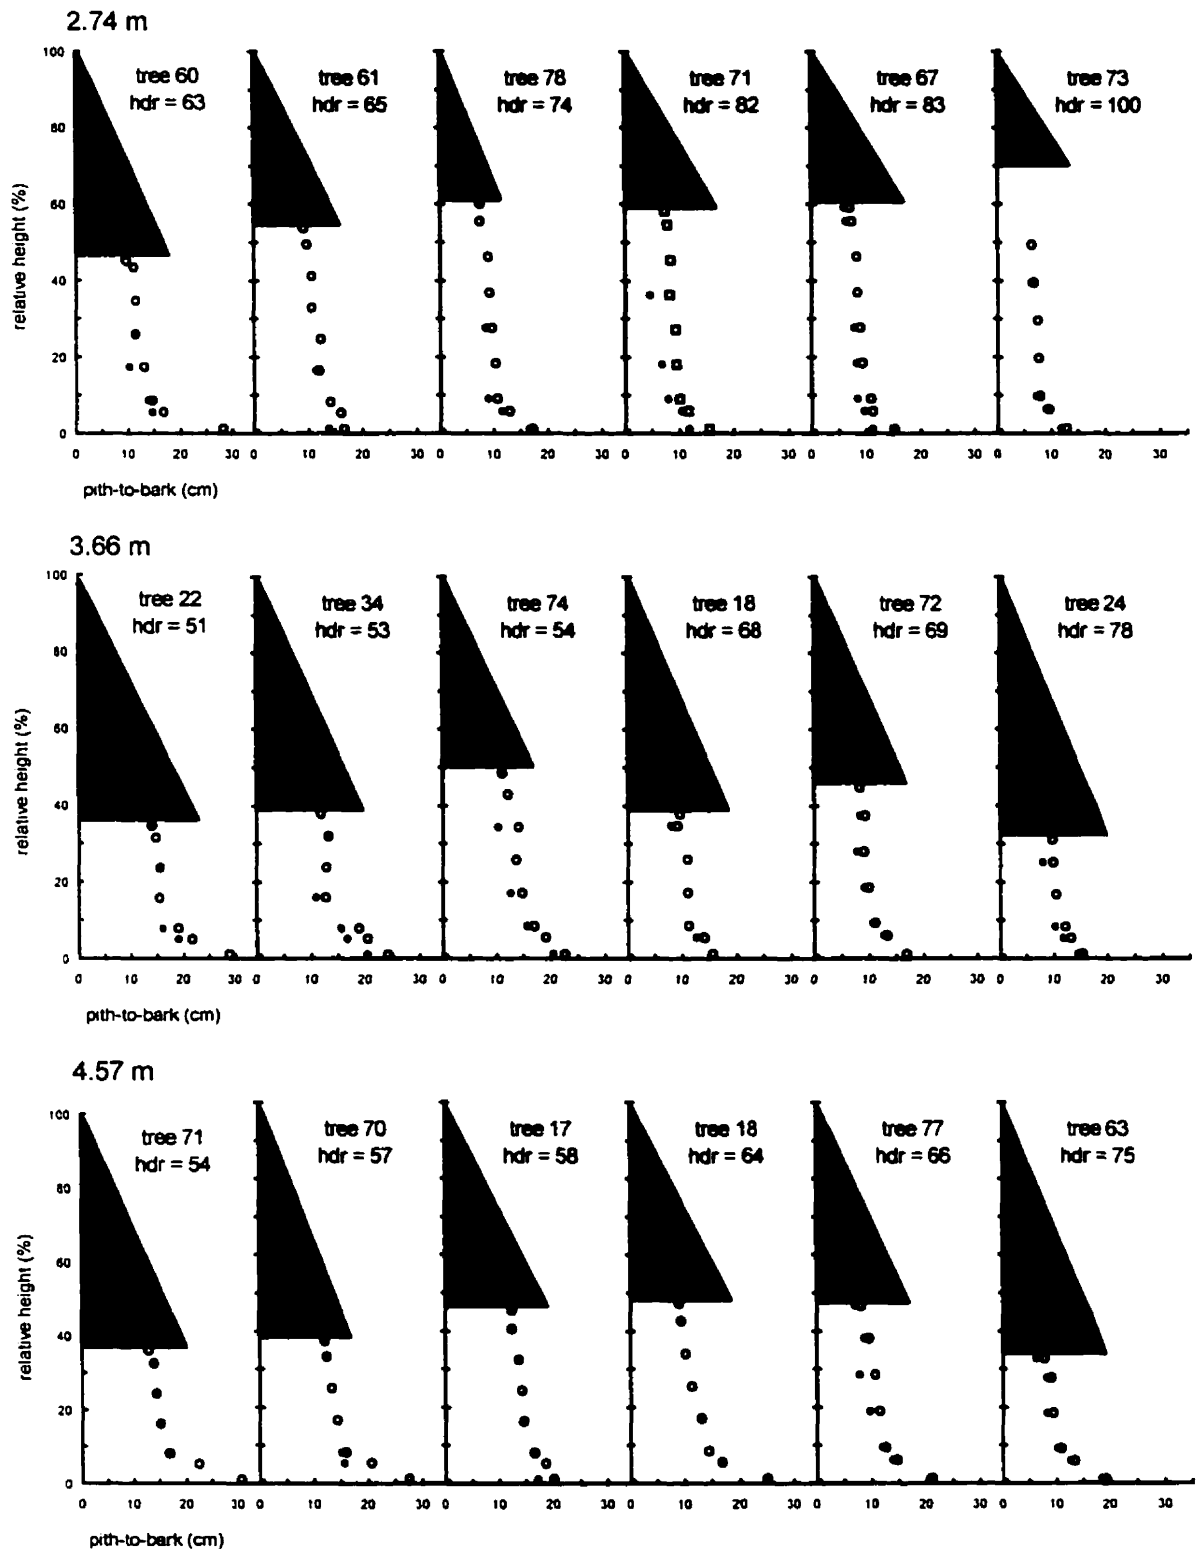 2.74 m
tree 60 tree 61 tree 78 tree 71 tree 67 tree 73
hdr = 63 hdr = 65 hdr = 74 hdr = 82 hdr = 83 hdr = 100
relative height (%)
100
80
60
40
20
0
0 10 20 30 0 10 20 30 0 10 20 30 0 10 20 30 0 10 20 30 0 10 20 30
pith-to-bark (cm)
3.66 m
tree 22 tree 34 tree 74 tree 18 tree 72 tree 24
hdr = 51 hdr = 53 hdr = 54 hdr = 68 hdr = 69 hdr = 78
relative height (%)
100
80
60
40
20
0
0 10 20 30 0 10 20 30 0 10 20 30 0 10 20 30 0 10 20 30 0 10 20 30
pith-to-bark (cm)
4.57 m
tree 71 tree 70 tree 17 tree 18 tree 77 tree 63
hdr = 54 hdr = 57 hdr = 58 hdr = 64 hdr = 66 hdr = 75
relative height (%)
100
80
60
40
20
0
0 10 20 30 0 10 20 30 0 10 20 30 0 10 20 30 0 10 20 30 0 10 20 30
pith-to-bark (cm)